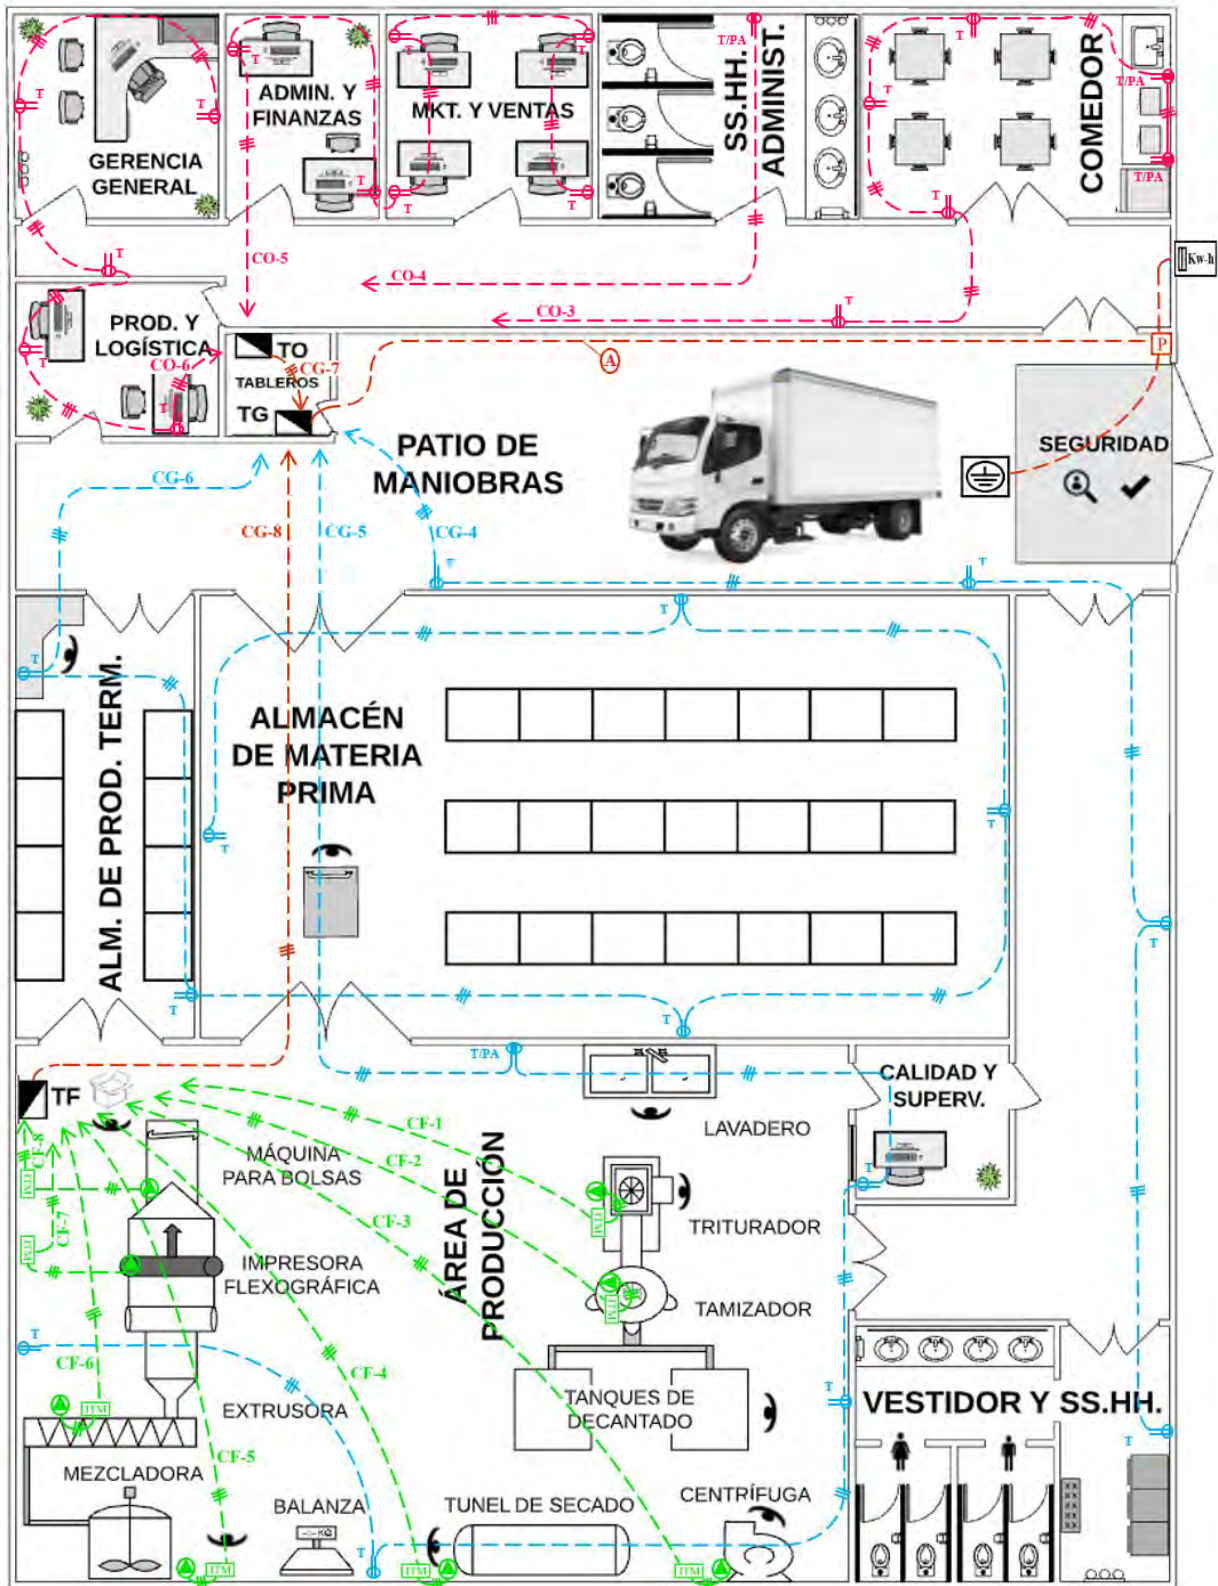 T/PA
T
T
T
T
T
T
GERENCIA
GENERAL
ADMIN. Y
FINANZAS
MKT. Y VENTAS
SS.HH.
ADMINIST.
COMEDOR
T/PA
T
T
T/PA
T
T
T
T
T
T
CO-5
CO-4
Kw-h
CO-3
T
PROD. Y
LOGÍSTICA
T
CO-6
TO
CG-7
A
P
TABLEROS
TG
T
PATIO DE
MANIOBRAS
SEGURIDAD
CG-6
CG-8
CG-5
CG-4
T
T
T
T
ALM. DE PROD. TERM.
ALMACÉN
DE MATERIA
PRIMA
T
T
T
T
T
T/PA
TF
CALIDAD Y
SUPERV.
CF-1
LAVADERO
CF-8
MÁQUINA
PARA BOLSAS
CF-2
ÁREA DE
PRODUCCIÓN
T
ITM
CF-3
ITM
TRITURADOR
CF-7
ITM
IMPRESORA
FLEXOGRÁFICA
ITM
TAMIZADOR
T
CF-6
CF-4
ITM
EXTRUSORA
TANQUES DE
DECANTADO
T
VESTIDOR Y SS.HH.
T
CF-5
MEZCLADORA
BALANZA
TUNEL DE SECADO
CENTRÍFUGA
T
ITM
ITM
ITM